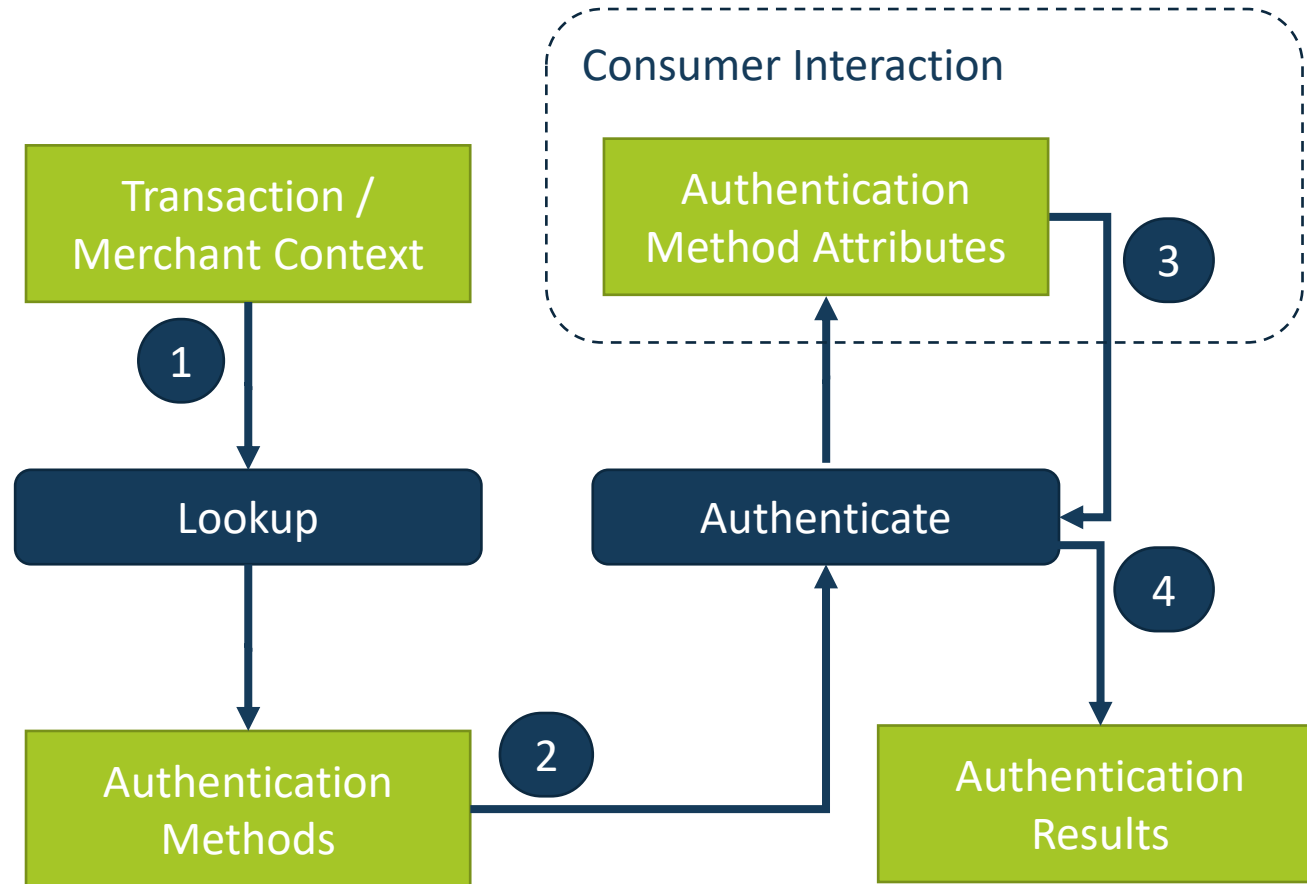 Consumer Interaction
Transaction /
Merchant Context
Authentication
Method Attributes
3
1
Lookup
Authenticate
4
2
Authentication
Methods
Authentication
Results